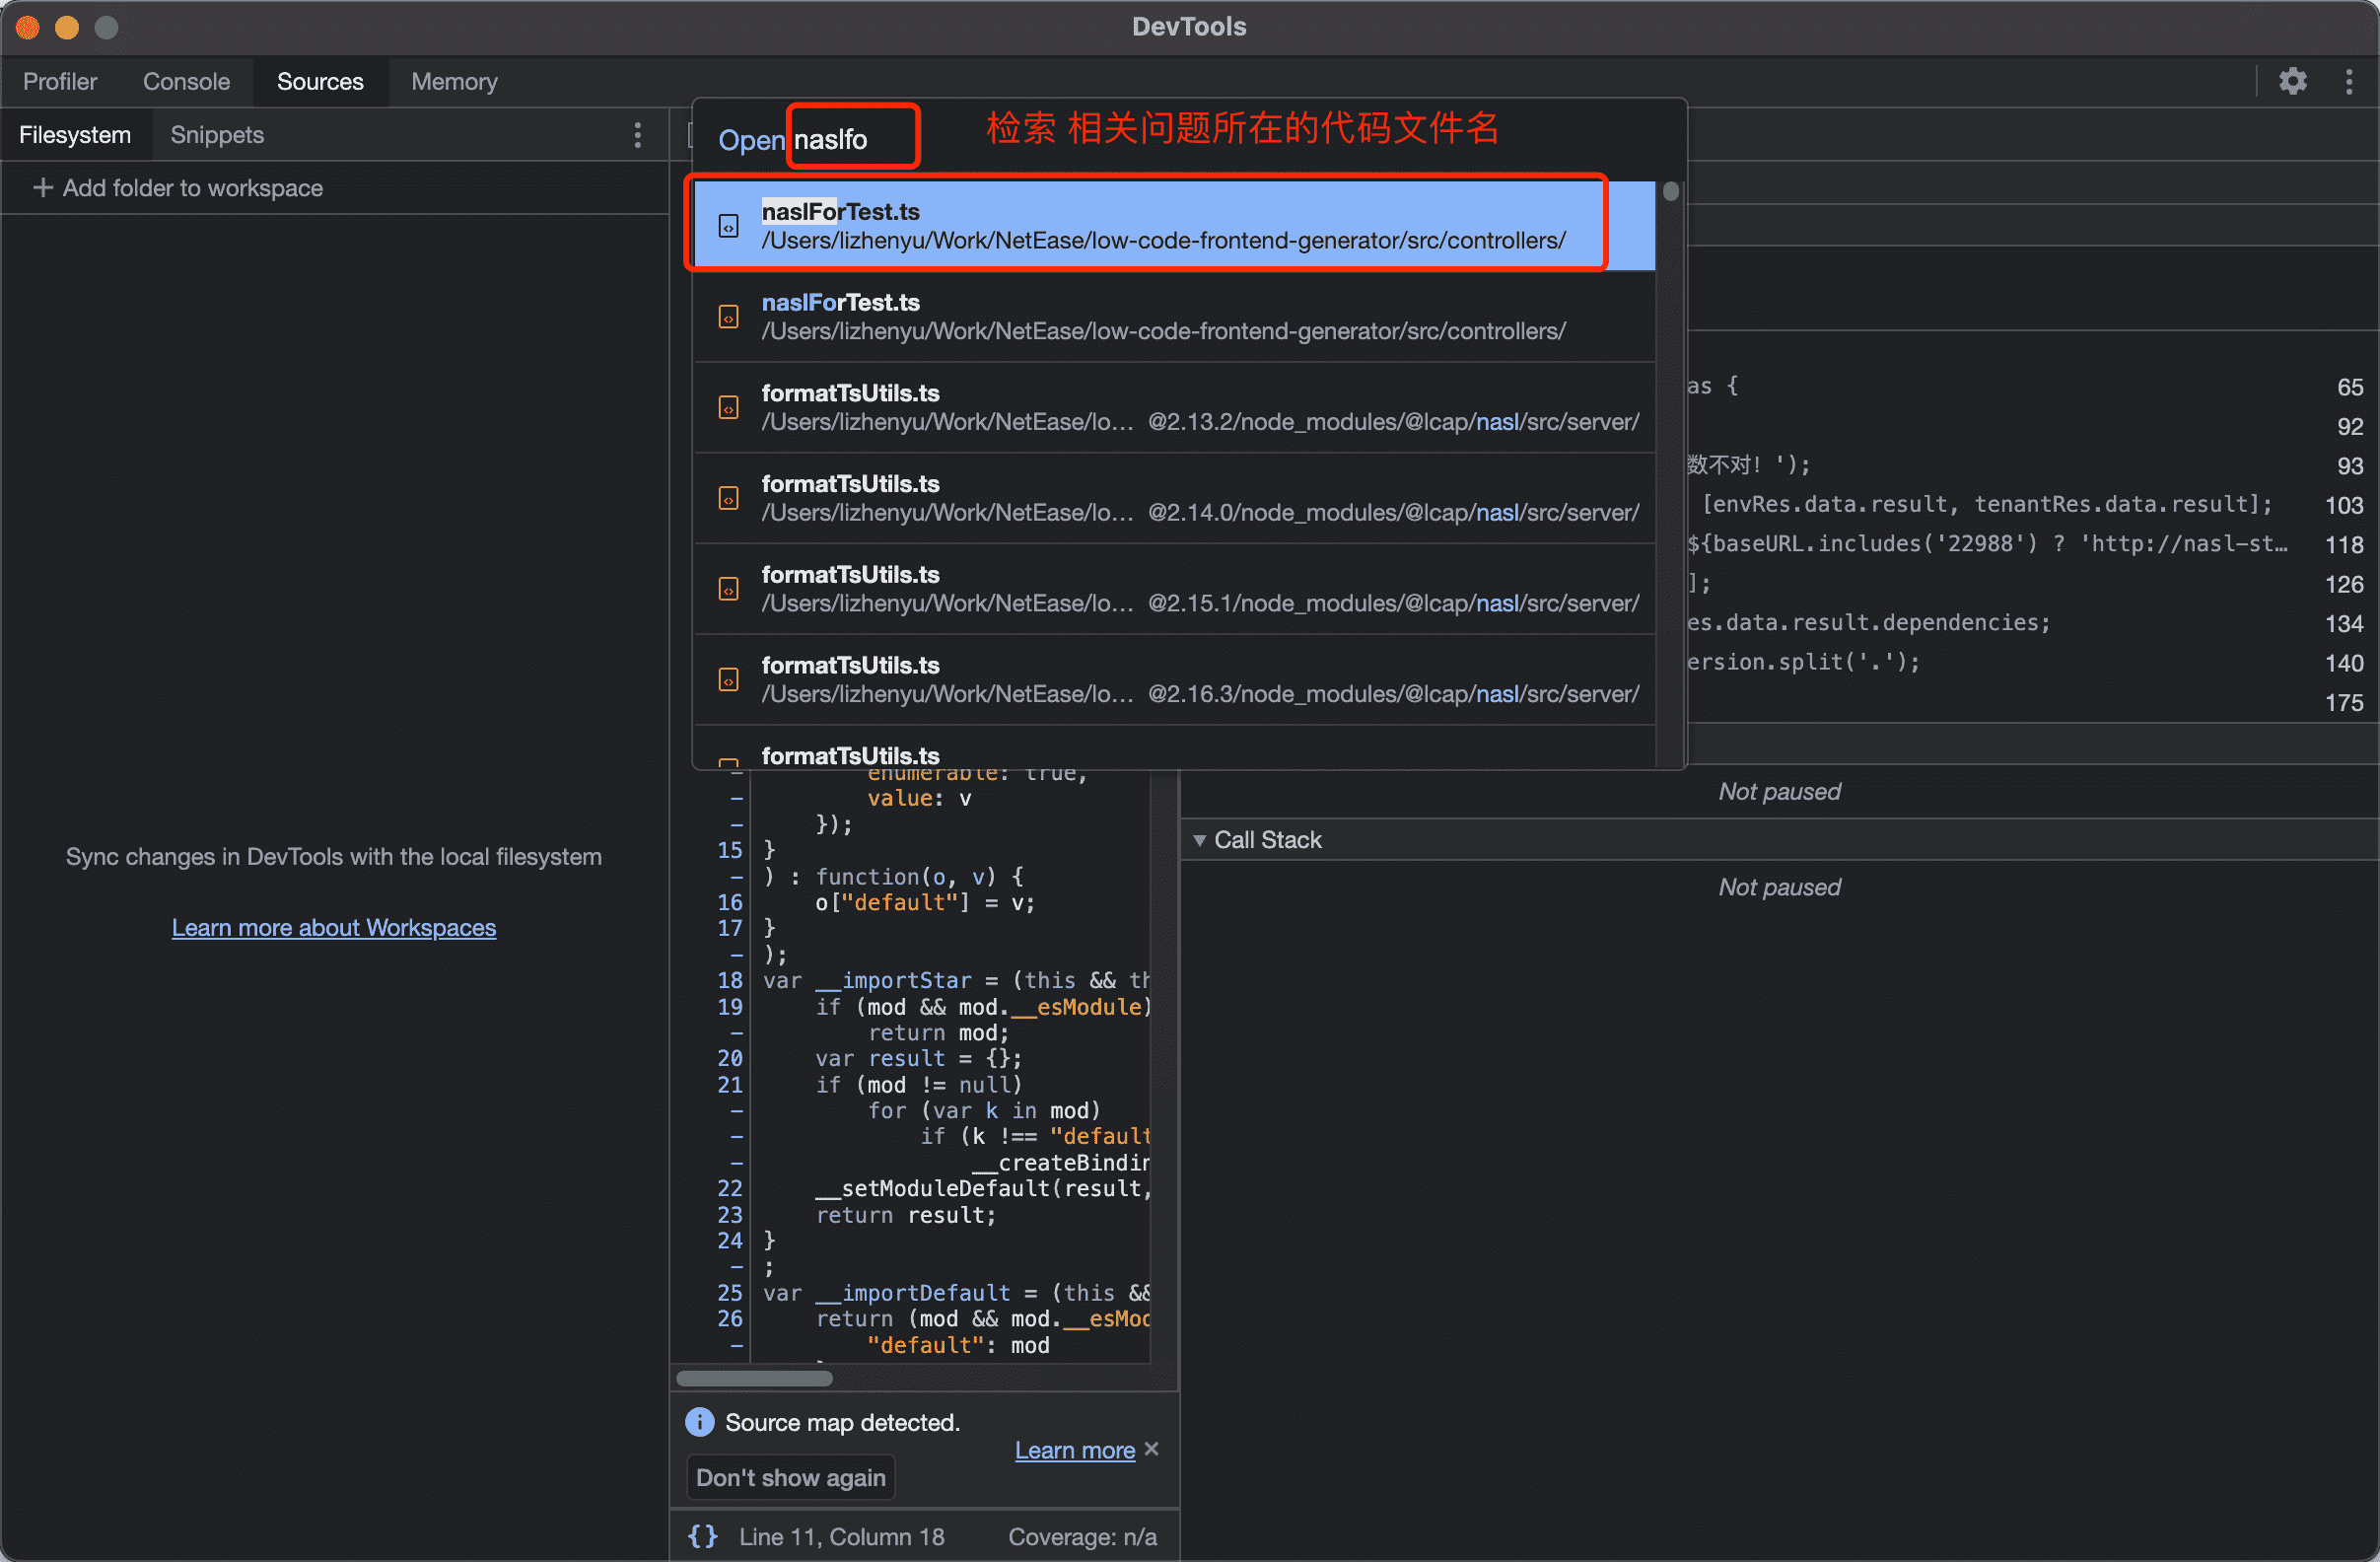 DevTools
Profiler
Console
Sources
Memory
Filesystem
Snippets
+ Add folder to workspace
Sync changes in DevTools with the local filesystem
Learn more about Workspaces
Open naslfo
检索 相关问题所在的代码文件名
naslForTest.ts
/Users/lizhenyu/Work/NetEase/low-code-frontend-generator/src/controllers/
naslForTest.ts
/Users/lizhenyu/Work/NetEase/low-code-frontend-generator/src/controllers/
formatTsUtils.ts
/Users/lizhenyu/Work/NetEase/lo… @2.13.2/node_modules/@lcap/nasl/src/server/
formatTsUtils.ts
/Users/lizhenyu/Work/NetEase/lo… @2.14.0/node_modules/@lcap/nasl/src/server/
formatTsUtils.ts
/Users/lizhenyu/Work/NetEase/lo… @2.15.1/node_modules/@lcap/nasl/src/server/
formatTsUtils.ts
/Users/lizhenyu/Work/NetEase/lo… @2.16.3/node_modules/@lcap/nasl/src/server/
formatTsUtils.ts
as { 65
92
数不对! '); 93
[envRes.data.result, tenantRes.data.result]; 103
${baseURL.includes('22988') ? 'http://nasl-st… 118
]; 126
es.data.result.dependencies; 134
ersion.split('.'); 140
175
Not paused
Call Stack
Not paused
– enumerable: true,
– value: v
– });
15 }
– ) : function(o, v) {
16 o["default"] = v;
17 }
– );
18 var __importStar = (this && th
19 if (mod && mod.__esModule)
– return mod;
20 var result = {};
21 if (mod != null)
– for (var k in mod)
– if (k !== "default
– __createBindin
22 __setModuleDefault(result,
23 return result;
24 }
– ;
25 var __importDefault = (this &&
26 return (mod && mod.__esMod
– "default": mod
Source map detected.
Learn more
Don't show again
{} Line 11, Column 18
Coverage: n/a